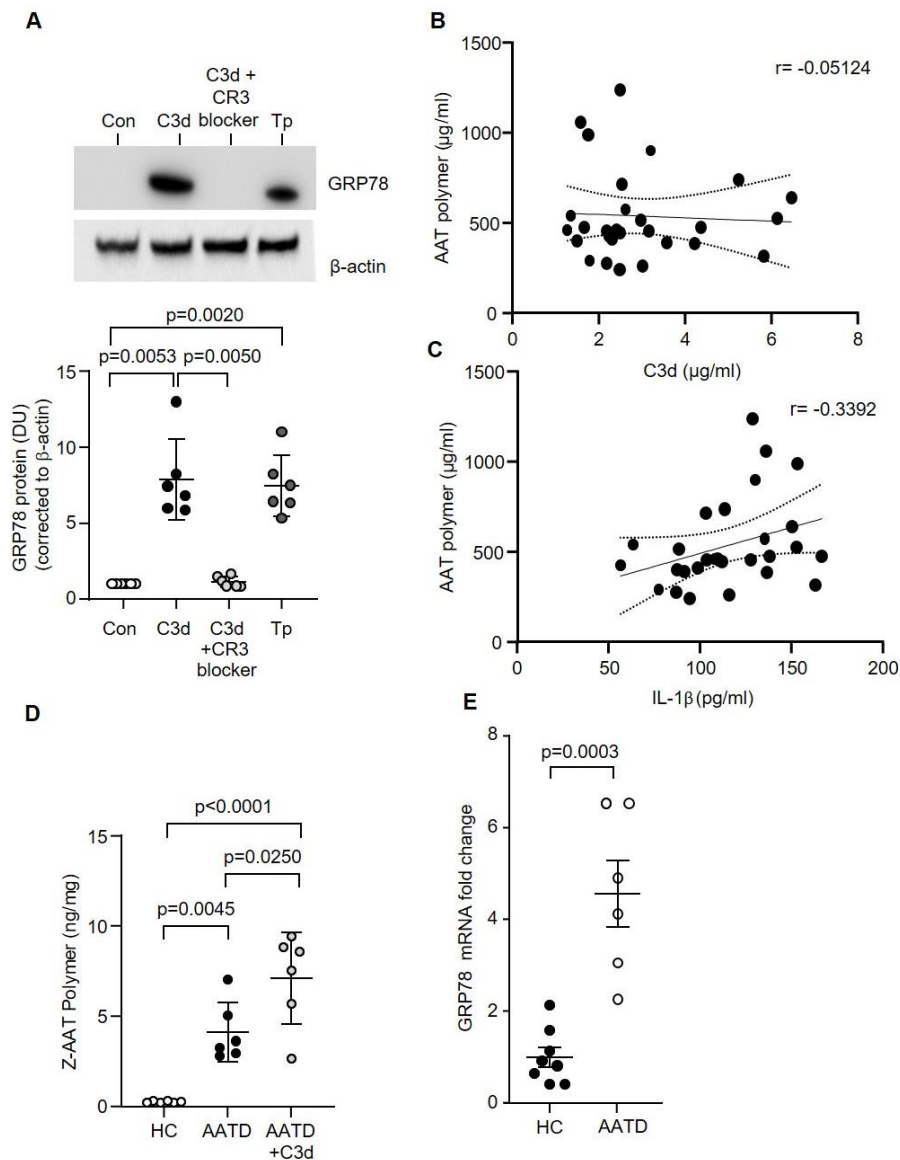 A
Con
C3d
C3d +
CR3
blocker
Tp
GRP78
β-actin
p=0.0020
p=0.0053
p=0.0050
GRP78 protein (DU)
(corrected to β-actin)
15
10
5
0
Con
C3d
C3d
+CR3
blocker
Tp
B
r= -0.05124
AAT polymer (µg/ml)
1500
1000
500
0
0 2 4 6 8
C3d (µg/ml)
C
r= -0.3392
AAT polymer (µg/ml)
1500
1000
500
0
0 50 100 150 200
IL-1β (pg/ml)
D
p<0.0001
p=0.0250
p=0.0045
Z-AAT Polymer (ng/mg)
15
10
5
0
HC
AATD
AATD
+C3d
E
p=0.0003
GRP78 mRNA fold change
8
6
4
2
0
HC
AATD